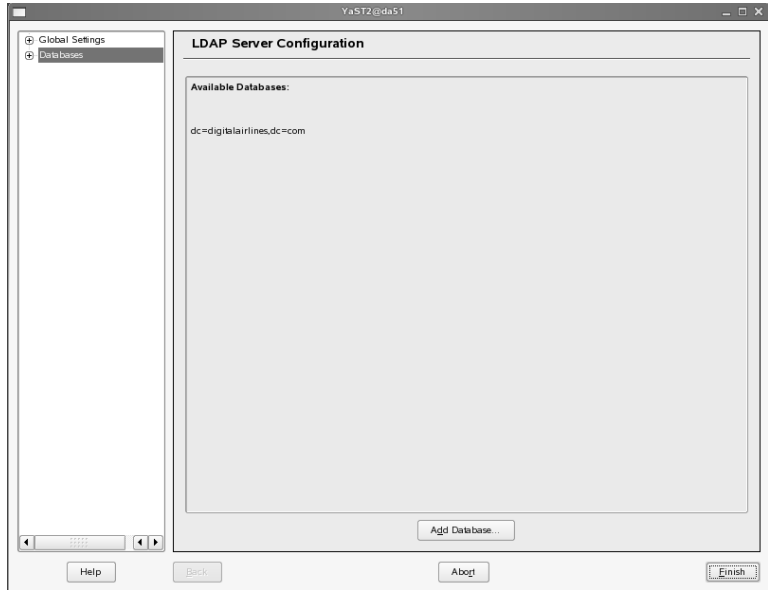 YaST2@da51
Global Settings
Databases
LDAP Server Configuration
Available Databases:
dc=digitalairlines,dc=com
Add Database...
Help
Back
Abort
Finish